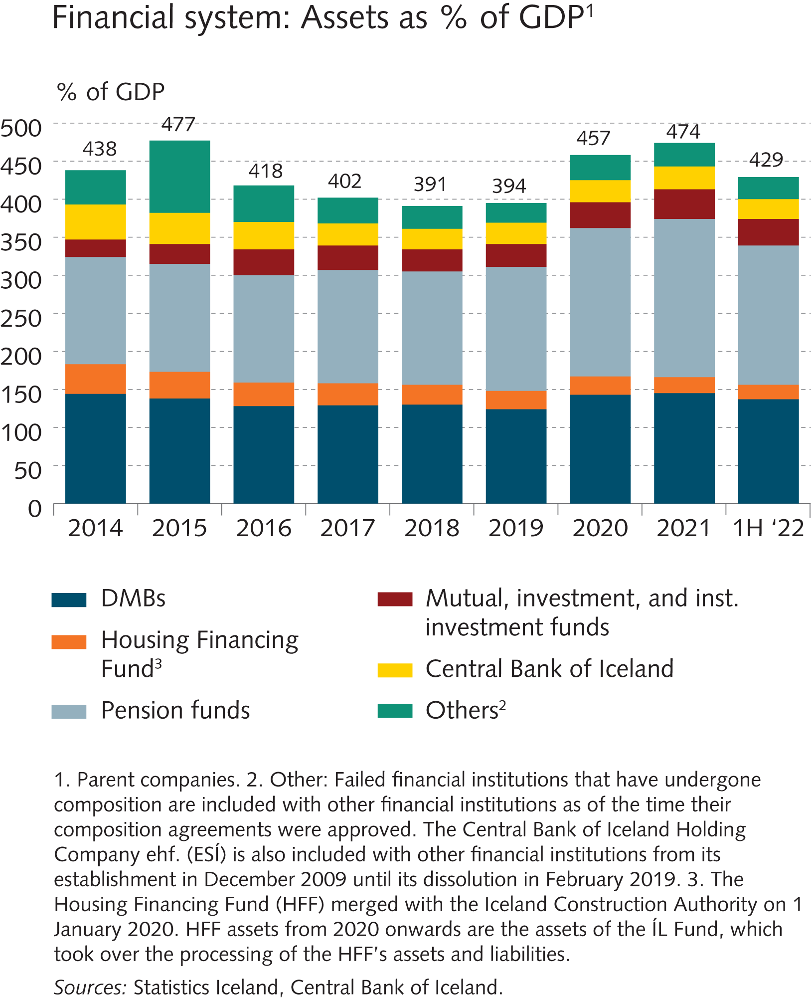 Financial system: Assets as % of GDP¹
% of GDP
500
450
400
350
300
250
200
150
100
50
0
438
477
418
402
391
394
457
474
429
2014
2015
2016
2017
2018
2019
2020
2021
1H ‘22
DMBs
Housing Financing
Fund³
Pension funds
Mutual, investment, and inst.
investment funds
Central Bank of Iceland
Others²
1. Parent companies. 2. Other: Failed financial institutions that have undergone
composition are included with other financial institutions as of the time their
composition agreements were approved. The Central Bank of Iceland Holding
Company ehf. (ESÍ) is also included with other financial institutions from its
establishment in December 2009 until its dissolution in February 2019. 3. The
Housing Financing Fund (HFF) merged with the Iceland Construction Authority on 1
January 2020. HFF assets from 2020 onwards are the assets of the ÍL Fund, which
took over the processing of the HFF’s assets and liabilities.
Sources: Statistics Iceland, Central Bank of Iceland.